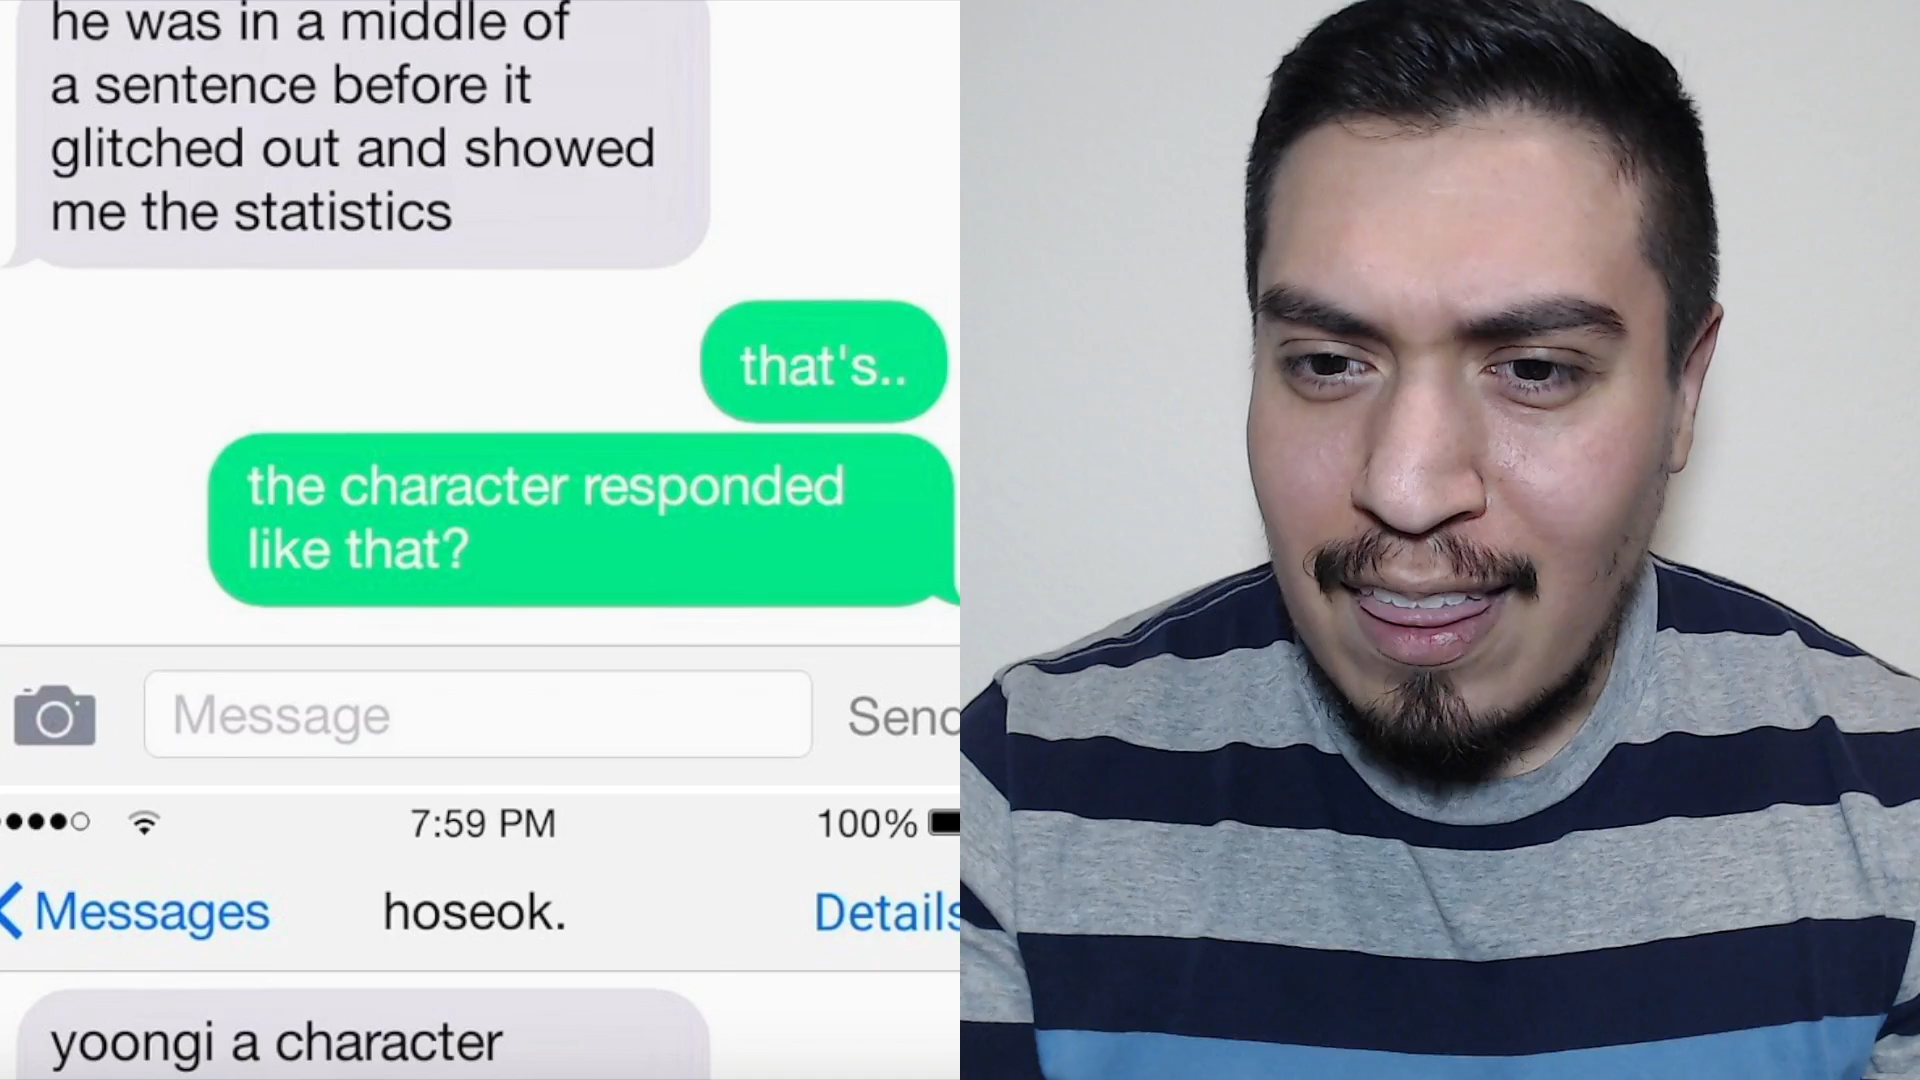 he was in a middle of
a sentence before it
glitched out and showed
me the statistics
that's..
the character responded
like that?
Message
Send
7:59 PM
100%
Messages
hoseok.
Details
yoongi a character